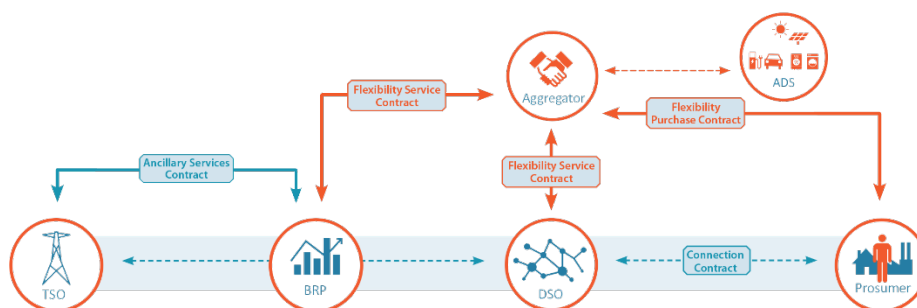 ADS
Aggregator
Flexibility Service
Contract
Flexibility
Purchase Contract
Ancillary Services
Contract
Flexibility Service
Contract
TSO
BRP
DSO
Connection
Contract
Prosumer